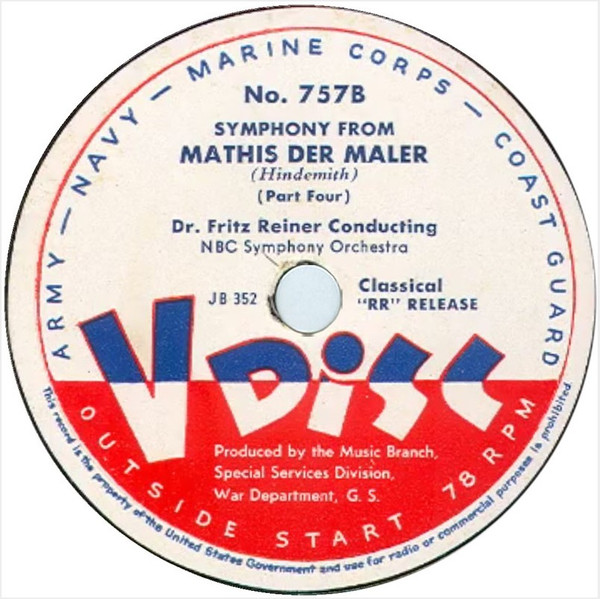 ARMY — NAVY — MARINE CORPS — COAST GUARD
No. 757B
SYMPHONY FROM
MATHIS DER MALER
(Hindemith)
(Part Four)
Dr. Fritz Reiner Conducting
NBC Symphony Orchestra
JB 352
Classical
"RR" RELEASE
V DISC
Produced by the Music Branch,
Special Services Division,
War Department, G. S.
OUTSIDE START 78 RPM
This record is the property of the United States Government and use for radio or commercial purposes is prohibited